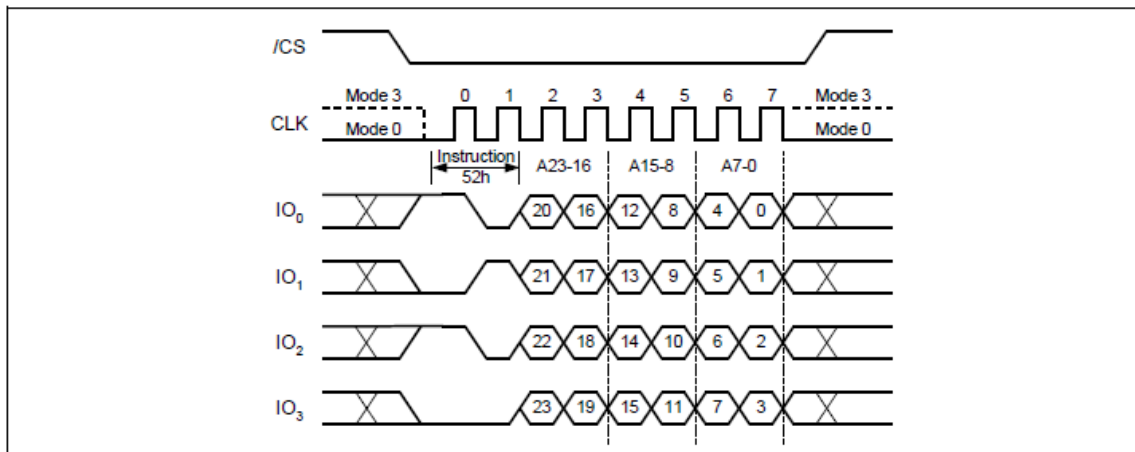 /CS
Mode 3 0 1 2 3 4 5 6 7 Mode 3
CLK
Mode 0 Mode 0
Instruction A23-16 A15-8 A7-0
52h
IO0 20 16 12 8 4 0
IO1 21 17 13 9 5 1
IO2 22 18 14 10 6 2
IO3 23 19 15 11 7 3